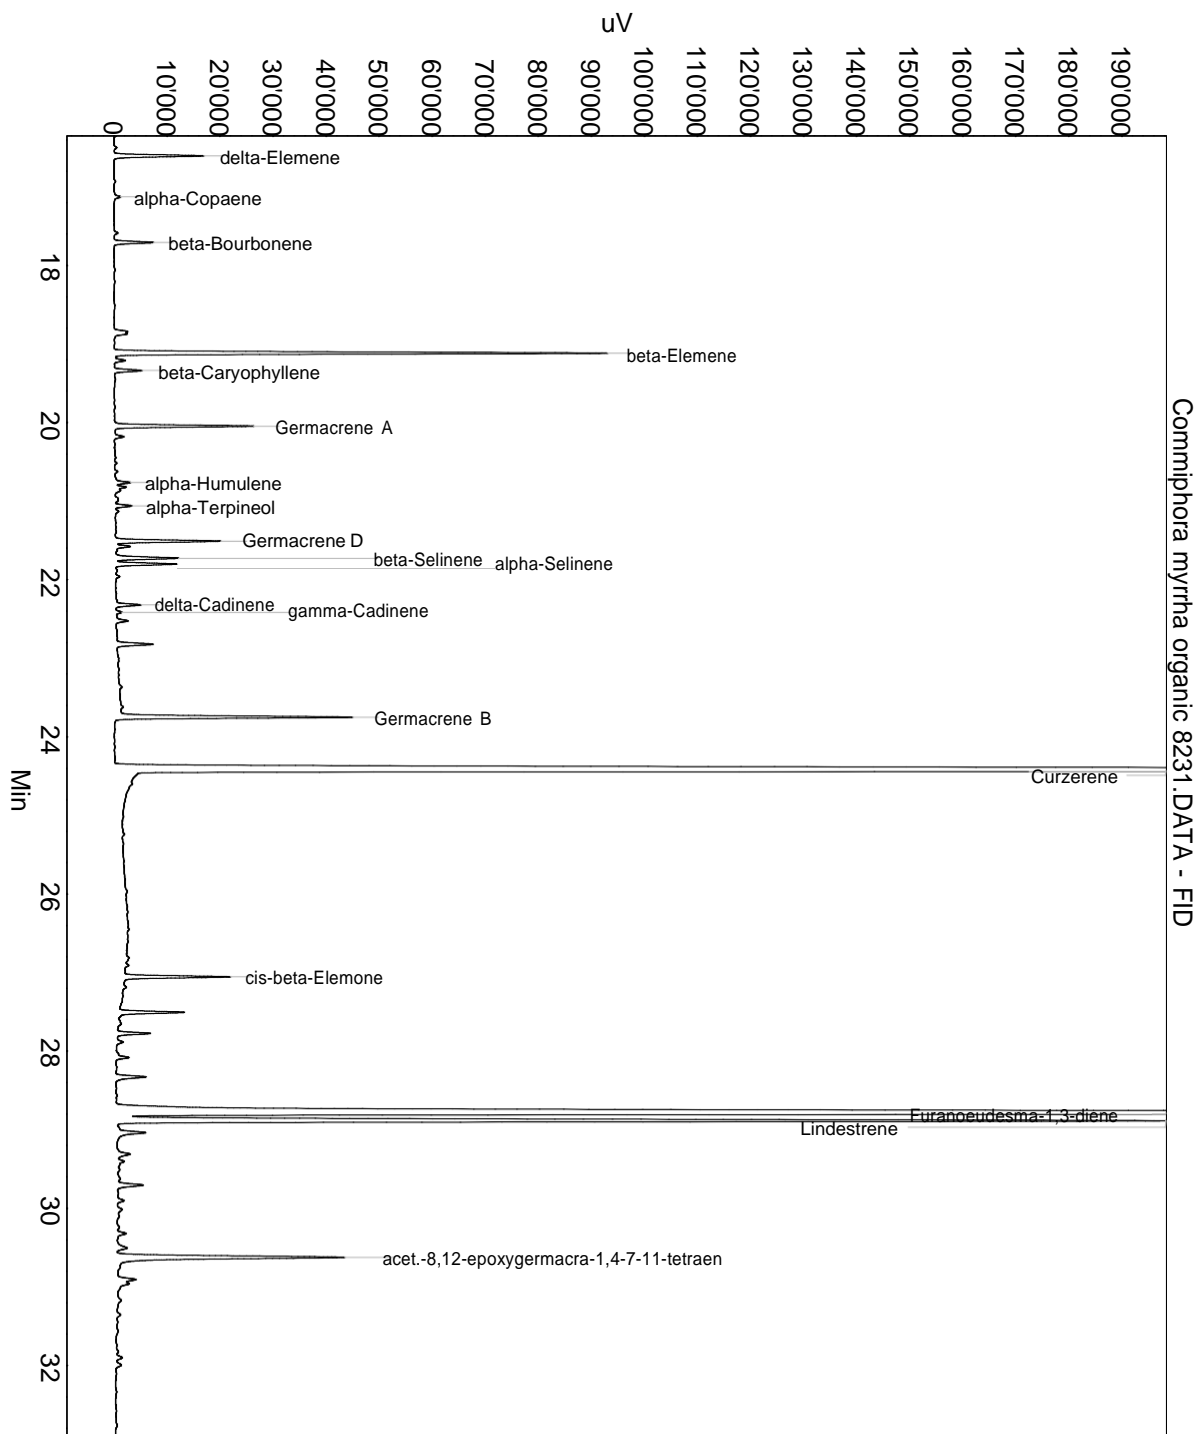 Commiphora myrrha organic 8231.DATA - FID
uV
0
10'000
20'000
30'000
40'000
50'000
60'000
70'000
80'000
90'000
100'000
110'000
120'000
130'000
140'000
150'000
160'000
170'000
180'000
190'000
delta-Elemene
alpha-Copaene
beta-Bourbonene
beta-Elemene
beta-Caryophyllene
Germacrene A
alpha-Humulene
alpha-Terpineol
Germacrene D
beta-Selinene
alpha-Selinene
delta-Cadinene
gamma-Cadinene
Germacrene B
Curzerene
cis-beta-Elemone
Furanoeudesma-1,3-diene
Lindestrene
acet.-8,12-epoxygermacra-1,4-7-11-tetraen
18
20
22
24
26
28
30
32
Min